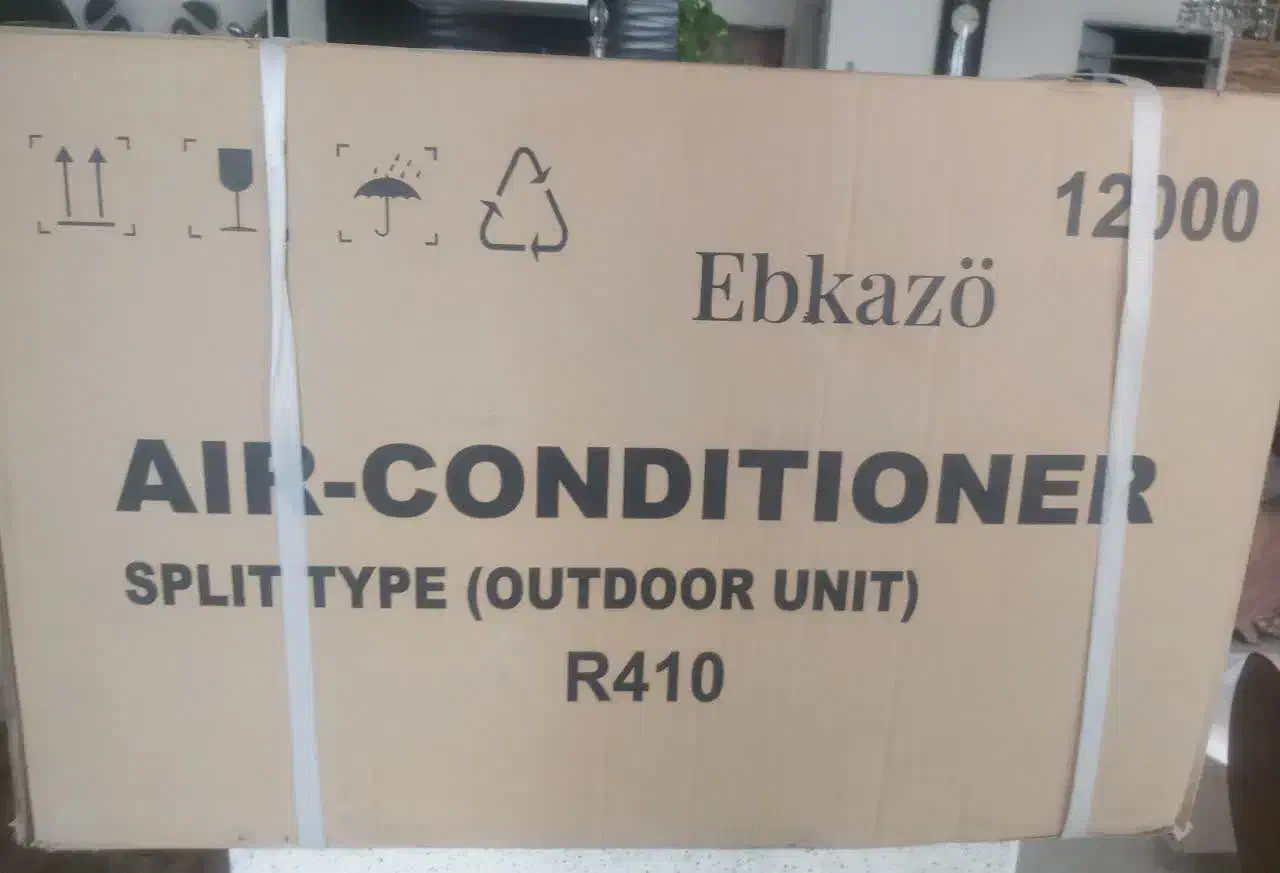 12000
Ebkazö
AIR-CONDITIONER
SPLIT TYPE (OUTDOOR UNIT)
R410